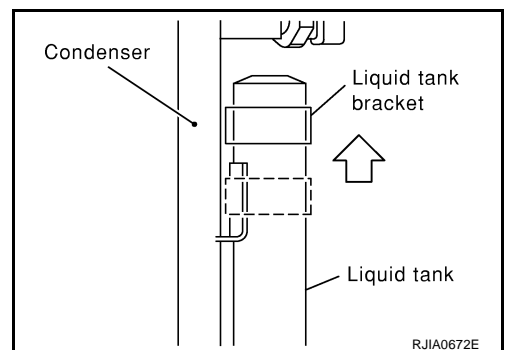 Condenser
Liquid tank
bracket
Liquid tank
RJIA0672E